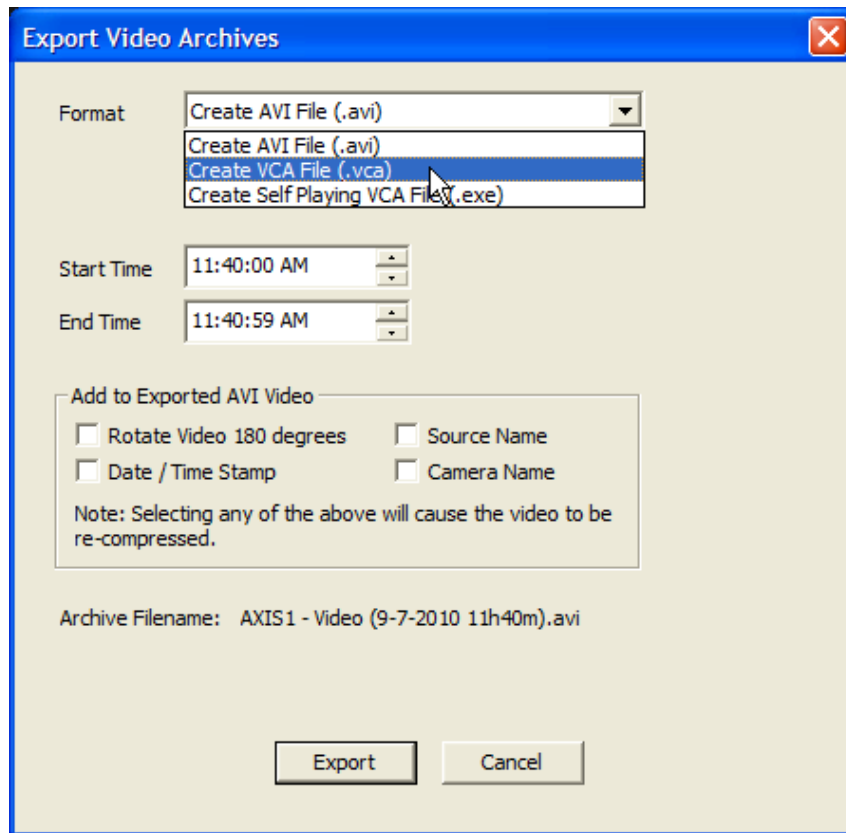 Export Video Archives
Format
Create AVI File (.avi)
Create AVI File (.avi)
Create VCA File (.vca)
Create Self Playing VCA File (.exe)
Start Time
11:40:00 AM
End Time
11:40:59 AM
Add to Exported AVI Video
Rotate Video 180 degrees
Source Name
Date / Time Stamp
Camera Name
Note: Selecting any of the above will cause the video to be
re-compressed.
Archive Filename: AXIS1 - Video (9-7-2010 11h40m).avi
Export
Cancel